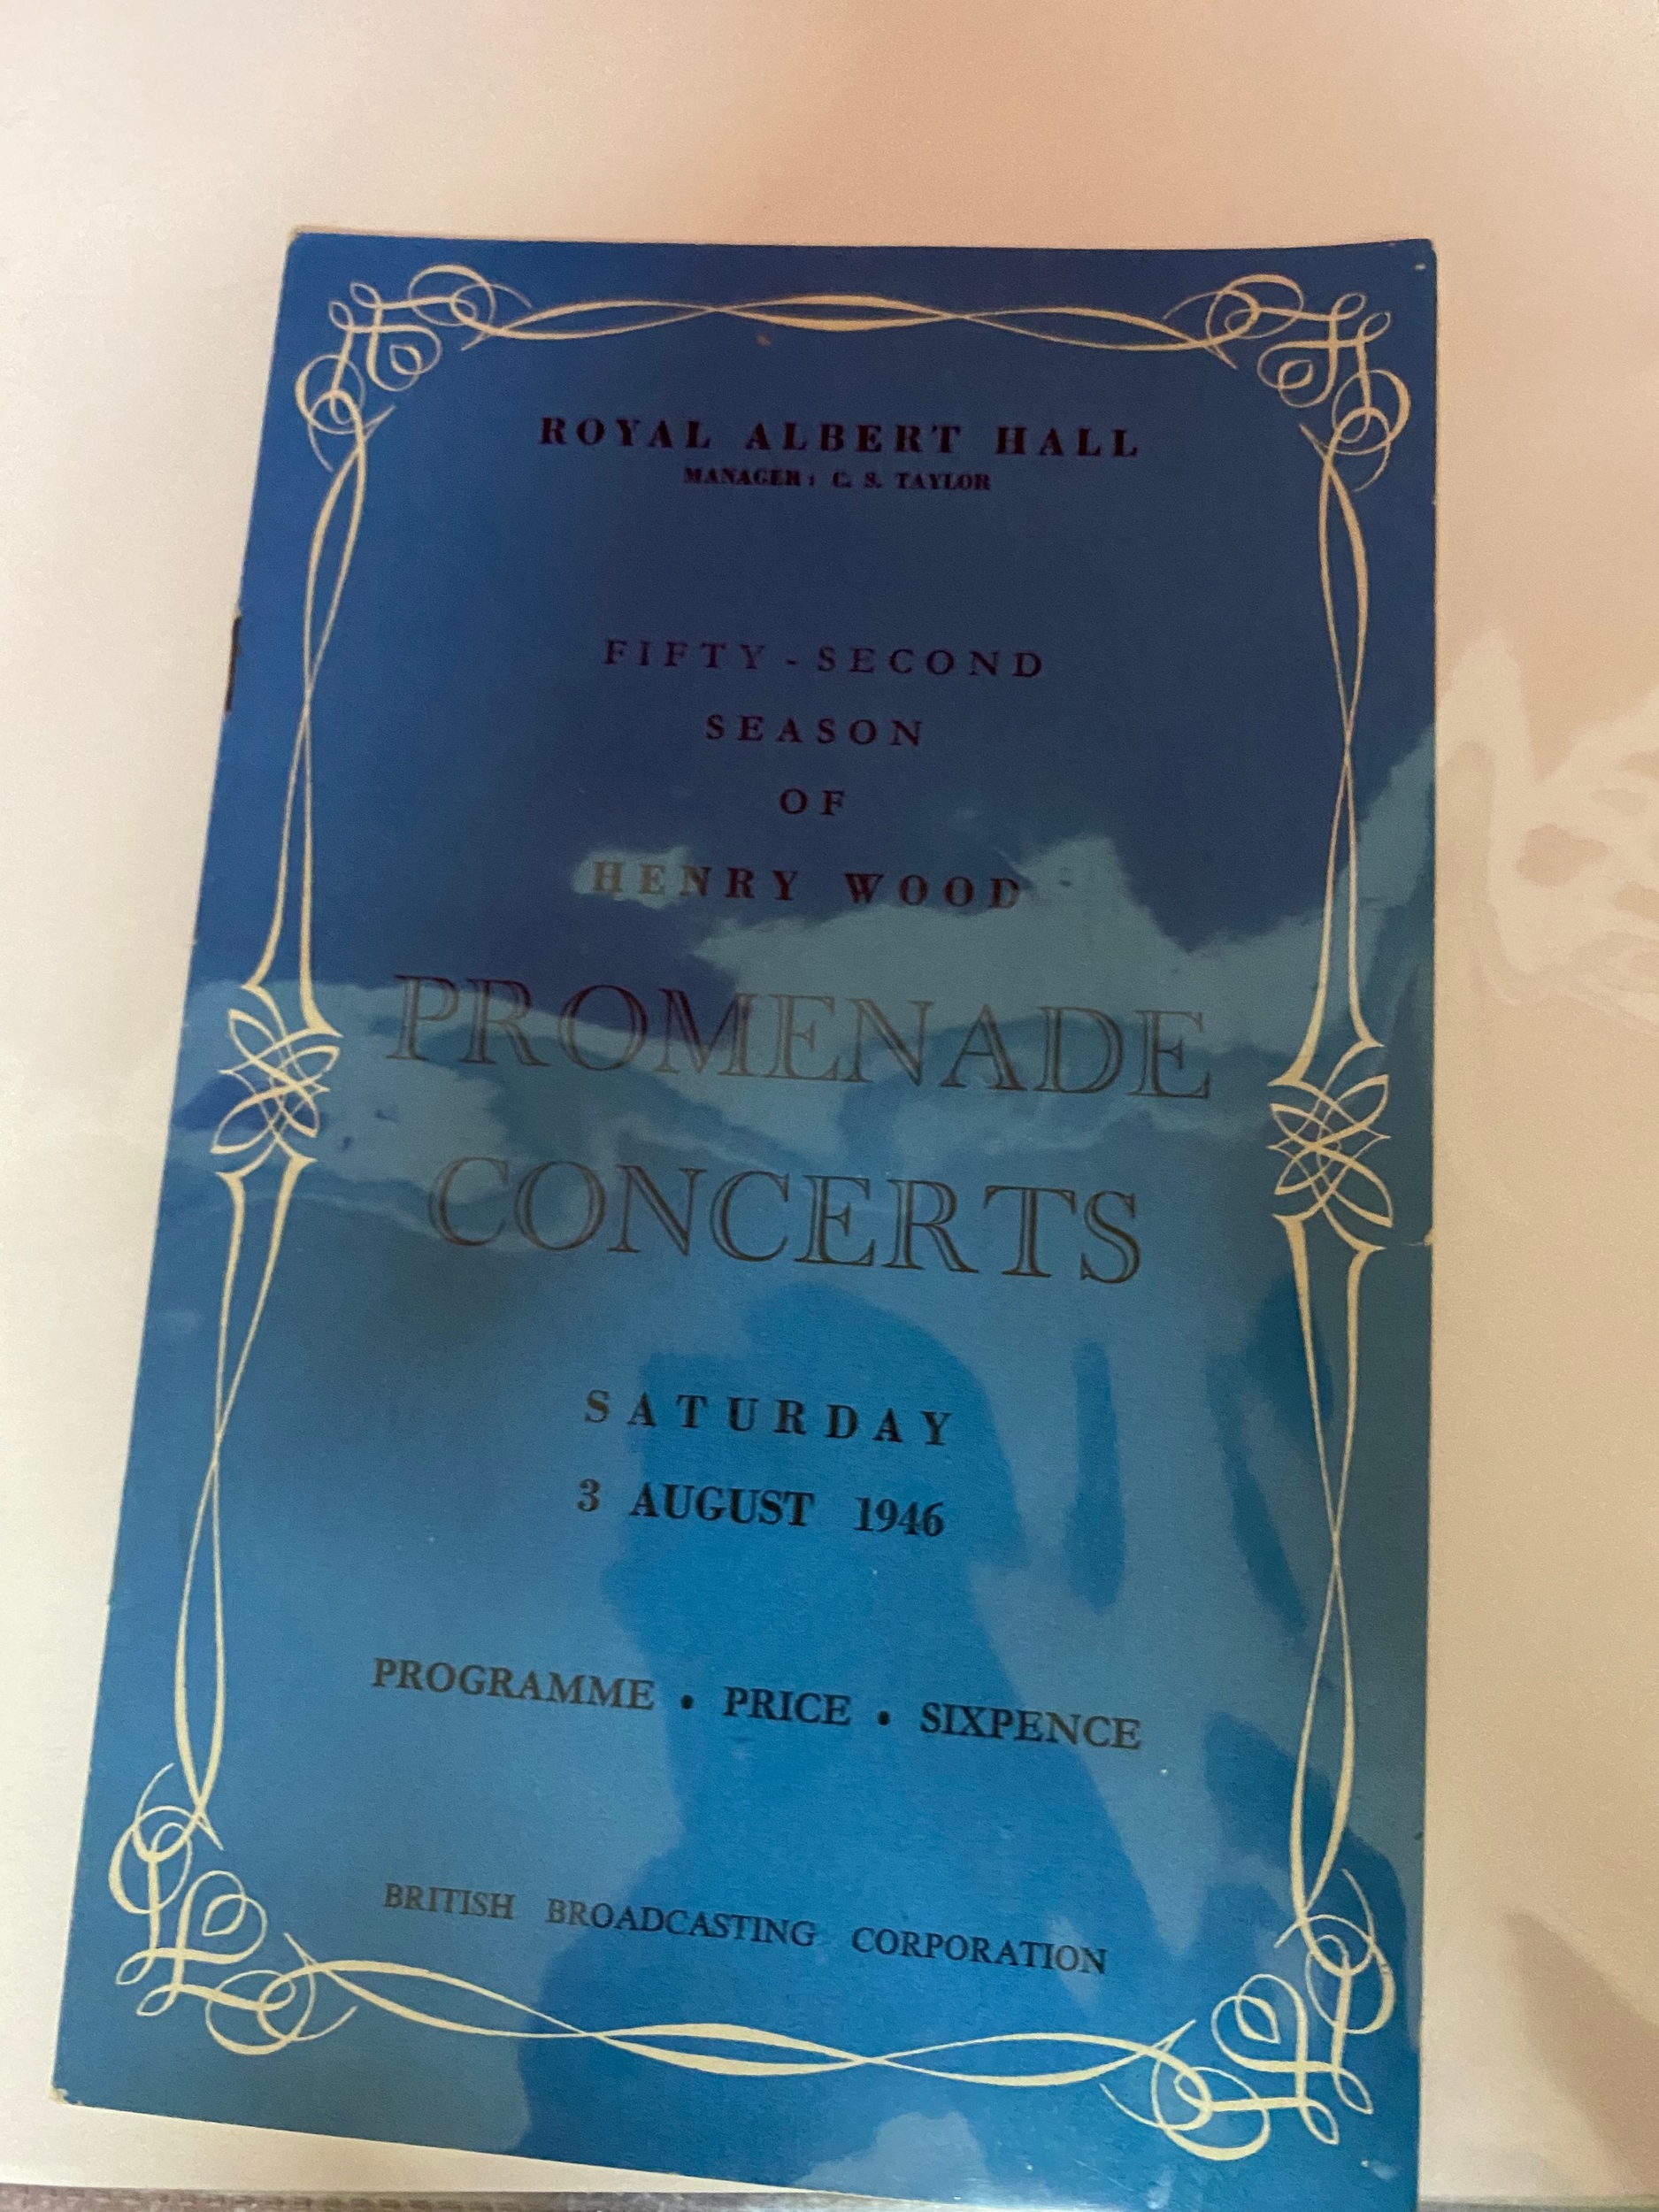 ROYAL ALBERT HALL
MANAGER: C. S. TAYLOR
FIFTY-SECOND
SEASON
OF
HENRY WOOD
PROMENADE
CONCERTS
SATURDAY
3 AUGUST 1946
PROGRAMME • PRICE • SIXPENCE
BRITISH BROADCASTING CORPORATION